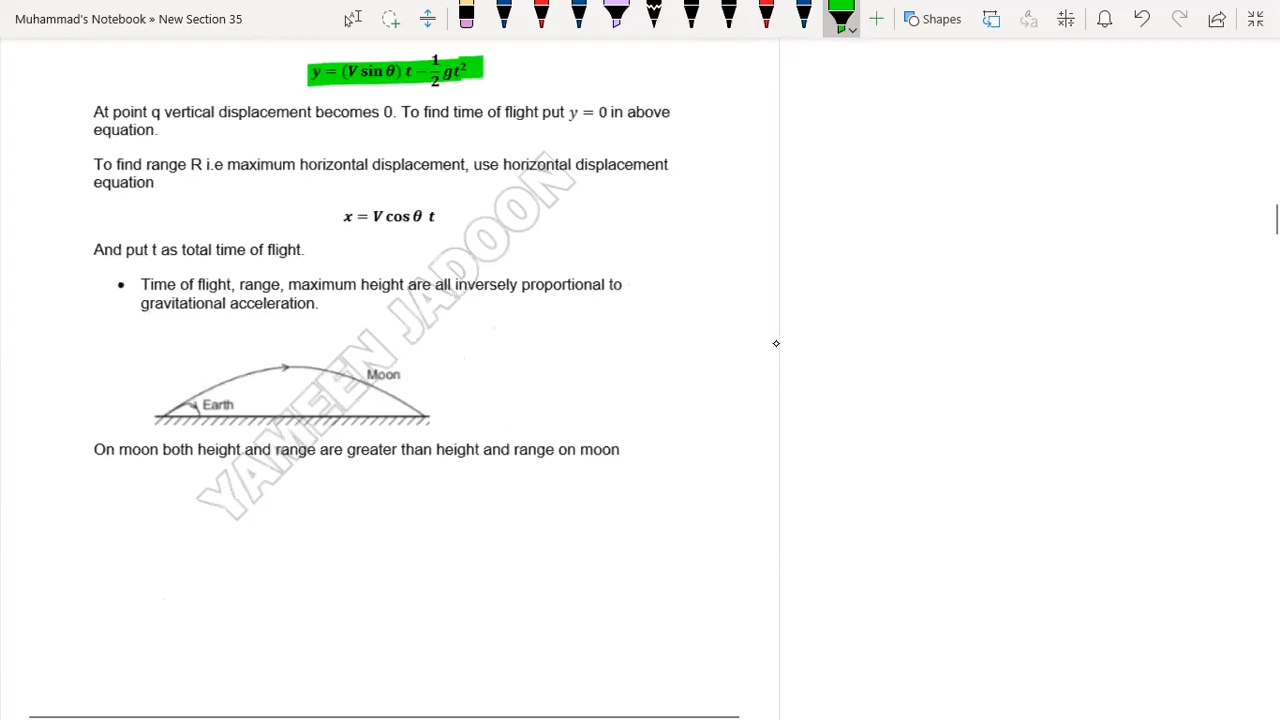 Muhammad's Notebook » New Section 35
Shapes
y = (V sin θ) t − 1/2 gt²
At point q vertical displacement becomes 0. To find time of flight put y = 0 in above
equation.
To find range R i.e maximum horizontal displacement, use horizontal displacement
equation
x = V cos θ t
And put t as total time of flight.
• Time of flight, range, maximum height are all inversely proportional to
gravitational acceleration.
Moon
Earth
On moon both height and range are greater than height and range on moon
YAMEEN JADOON